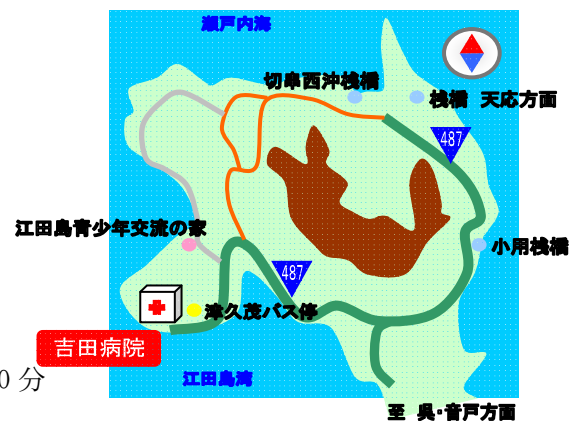 瀬戸内海
切串西沖桟橋
桟橋 天応方面
487
江田島青少年交流の家
小用桟橋
487
津久茂バス停
吉田病院
0 分
江田島湾
至 呉・音戸方面